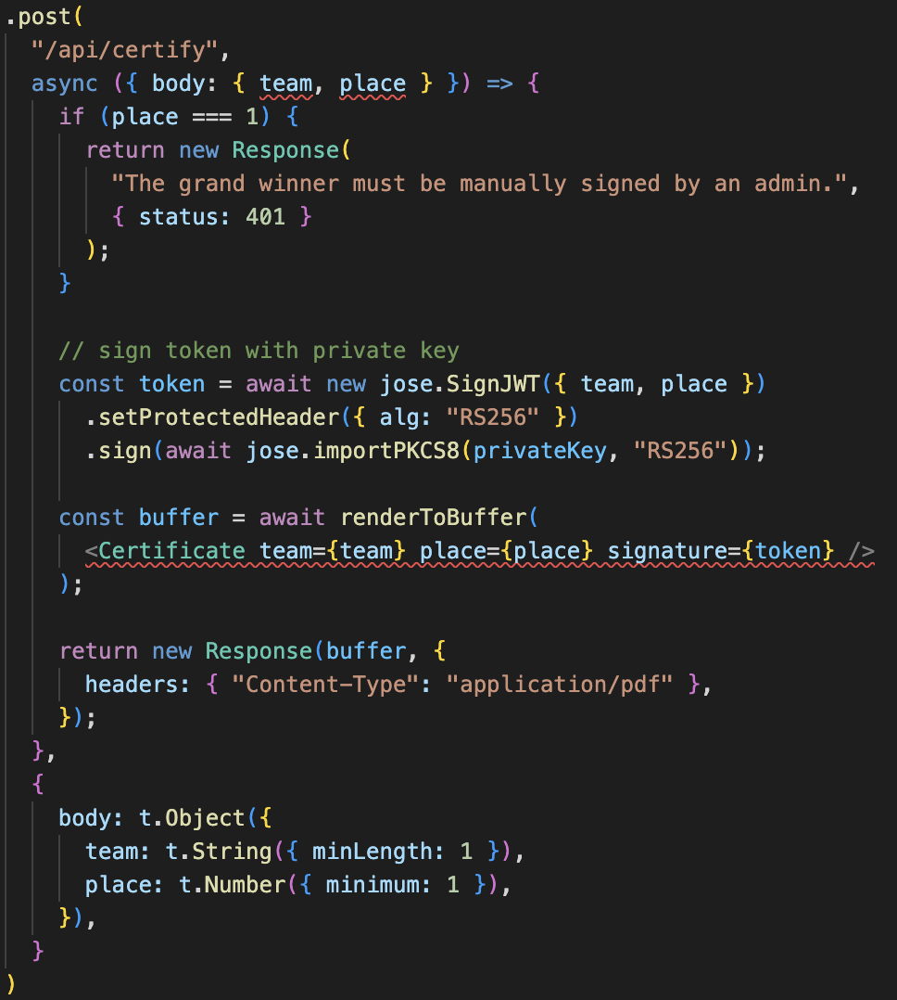 .post(
  "/api/certify",
  async ({ body: { team, place } }) => {
    if (place === 1) {
      return new Response(
        "The grand winner must be manually signed by an admin.",
        { status: 401 }
      );
    }

    // sign token with private key
    const token = await new jose.SignJWT({ team, place })
      .setProtectedHeader({ alg: "RS256" })
      .sign(await jose.importPKCS8(privateKey, "RS256"));

    const buffer = await renderToBuffer(
      <Certificate team={team} place={place} signature={token} />
    );

    return new Response(buffer, {
      headers: { "Content-Type": "application/pdf" },
    });
  },
  {
    body: t.Object({
      team: t.String({ minLength: 1 }),
      place: t.Number({ minimum: 1 }),
    }),
  }
)